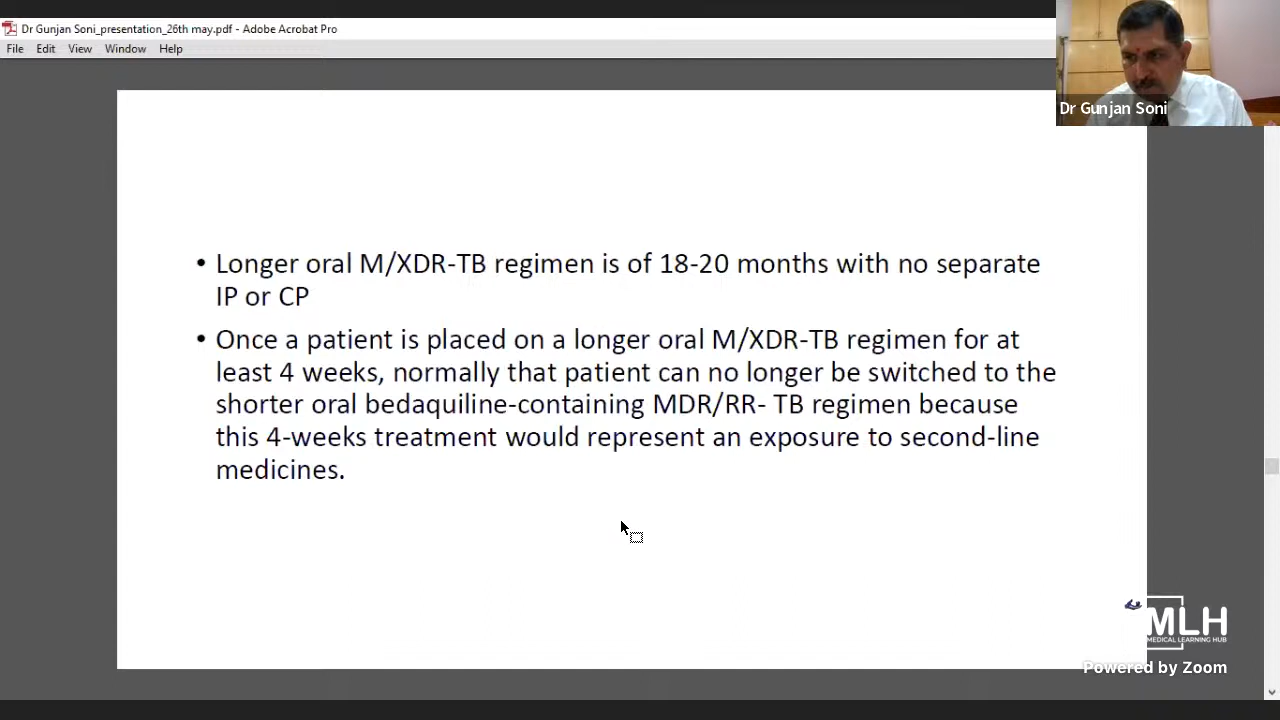 Dr Gunjan Soni_presentation_26th may.pdf - Adobe Acrobat Pro
File Edit View Window Help
Dr Gunjan Soni
• Longer oral M/XDR-TB regimen is of 18-20 months with no separate
IP or CP
• Once a patient is placed on a longer oral M/XDR-TB regimen for at
least 4 weeks, normally that patient can no longer be switched to the
shorter oral bedaquiline-containing MDR/RR- TB regimen because
this 4-weeks treatment would represent an exposure to second-line
medicines.
MLH
MEDICAL LEARNING HUB
Powered by Zoom